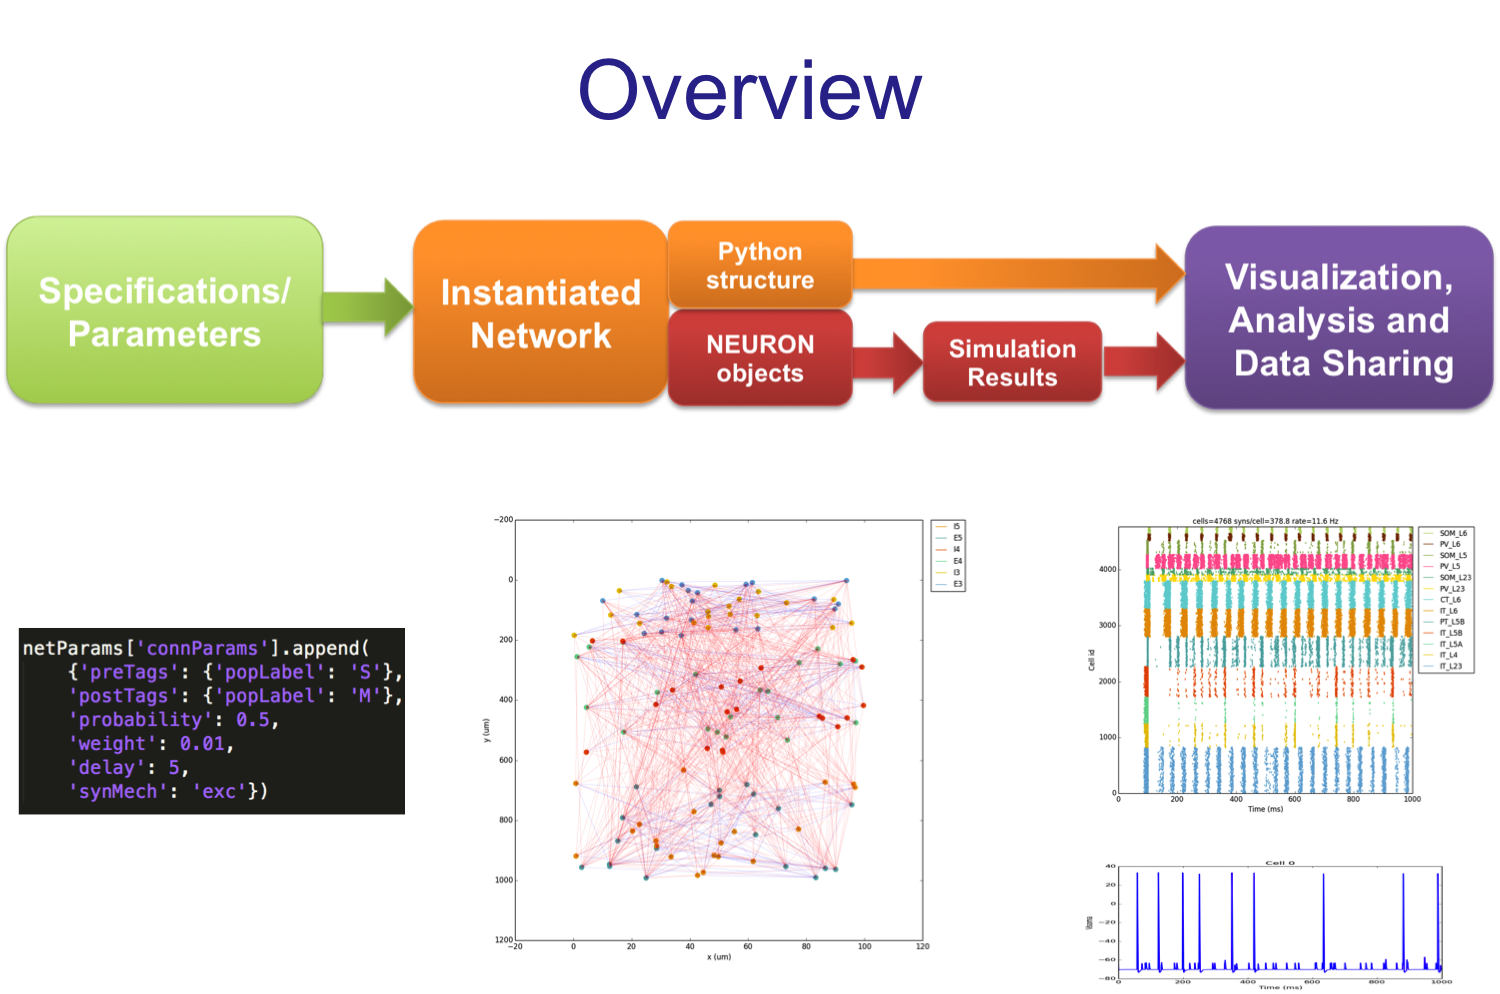 Overview
Specifications/
Parameters
Instantiated
Network
Python
structure
NEURON
objects
Simulation
Results
Visualization,
Analysis and
Data Sharing
netParams['connParams'].append(
{'preTags': {'popLabel': 'S'},
'postTags': {'popLabel': 'M'},
'probability': 0.5,
'weight': 0.01,
'delay': 5,
'synMech': 'exc'})
−200
0
200
400
600
800
1000
1200
y (um)
−20
0
20
40
60
80
100
120
x (um)
I5
E5
I4
E4
I3
E3
cells=4768 syns/cell=378.8 rate=11.6 Hz
4000
3000
2000
1000
0
Cell id
0
200
400
600
800
1000
Time (ms)
SOM_L6
PV_L6
SOM_L5
PV_L5
SOM_L23
PV_L23
CT_L6
IT_L6
PT_L5B
IT_L5B
IT_L5A
IT_L4
IT_L23
Cell 0
40
20
0
−20
−40
−60
−80
0
200
400
600
800
1000
Time (ms)